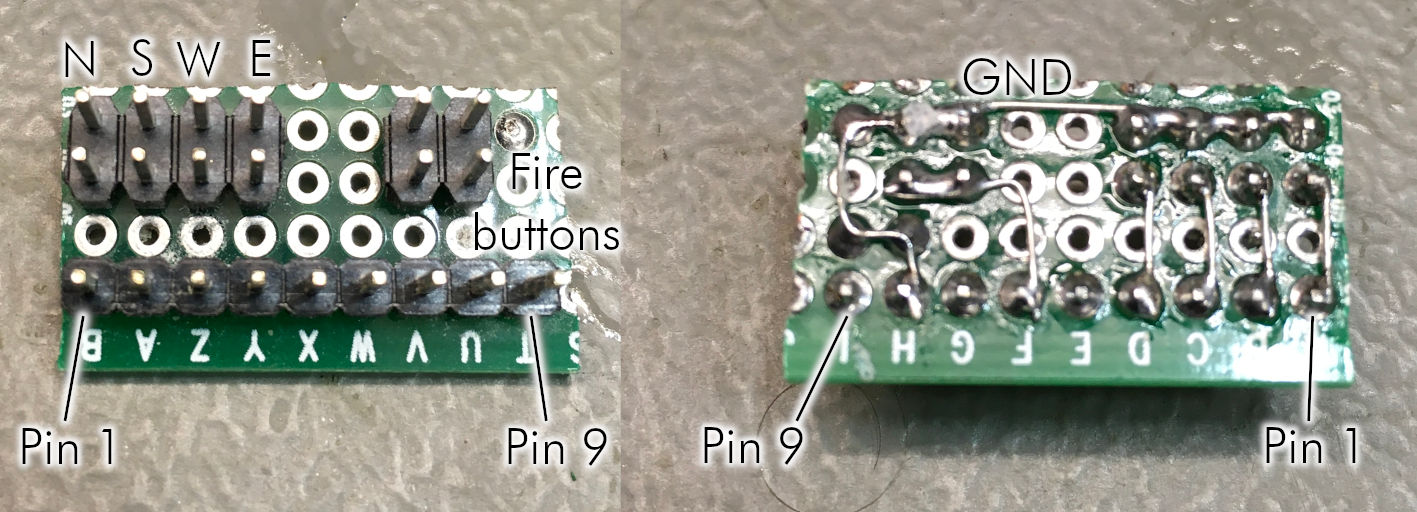 N S W E
Fire
buttons
B A Z Y X W V U T S
Pin 1
Pin 9
GND
I H G F E D C B
Pin 9
Pin 1